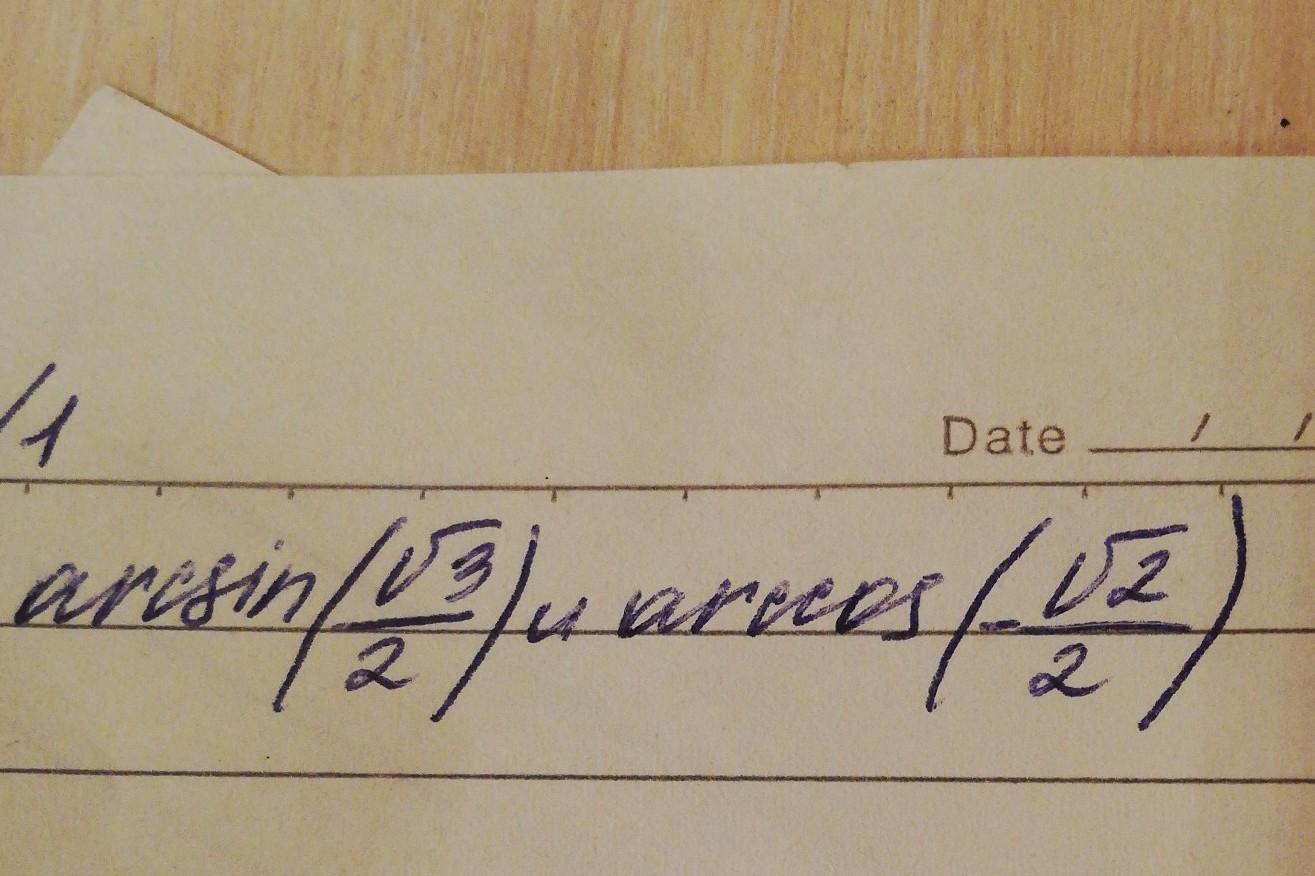 /1
Date / /
arcsin(√3/2) и arccos(-√2/2)